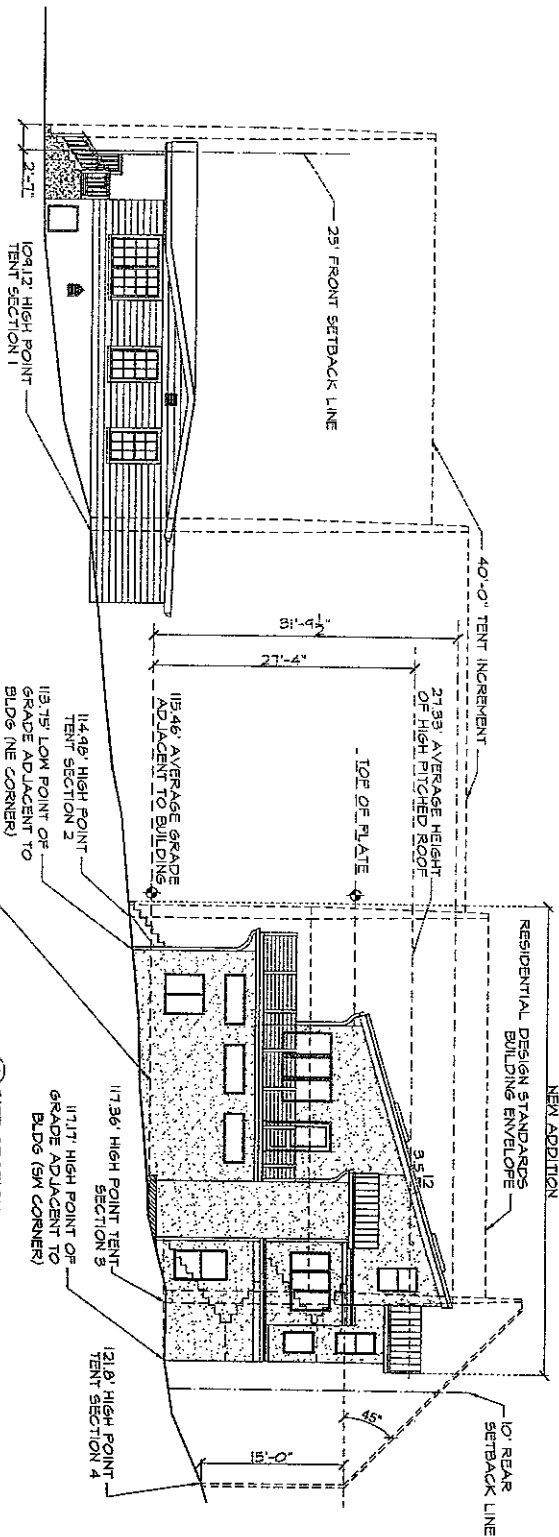 NEW ADDITION
RESIDENTIAL DESIGN STANDARDS
BUILDING ENVELOPE
10' REAR
SETBACK LINE
40'-0" TENT INCREMENT
25' FRONT SETBACK LINE
27.33' AVERAGE HEIGHT
OF HIGH PITCHED ROOF
TOP OF PLATE
31'-9 1/2"
27'-4"
12
3.5
45°
15'-0"
115.46' AVERAGE GRADE
ADJACENT TO BUILDING
2'-7"
109.12' HIGH POINT
TENT SECTION 1
114.98' HIGH POINT
TENT SECTION 2
113.75' LOW POINT OF
GRADE ADJACENT TO
BLDG (NE CORNER)
117.36' HIGH POINT TENT
SECTION 3
117.17' HIGH POINT OF
GRADE ADJACENT TO
BLDG (SW CORNER)
121.8' HIGH POINT
TENT SECTION 4